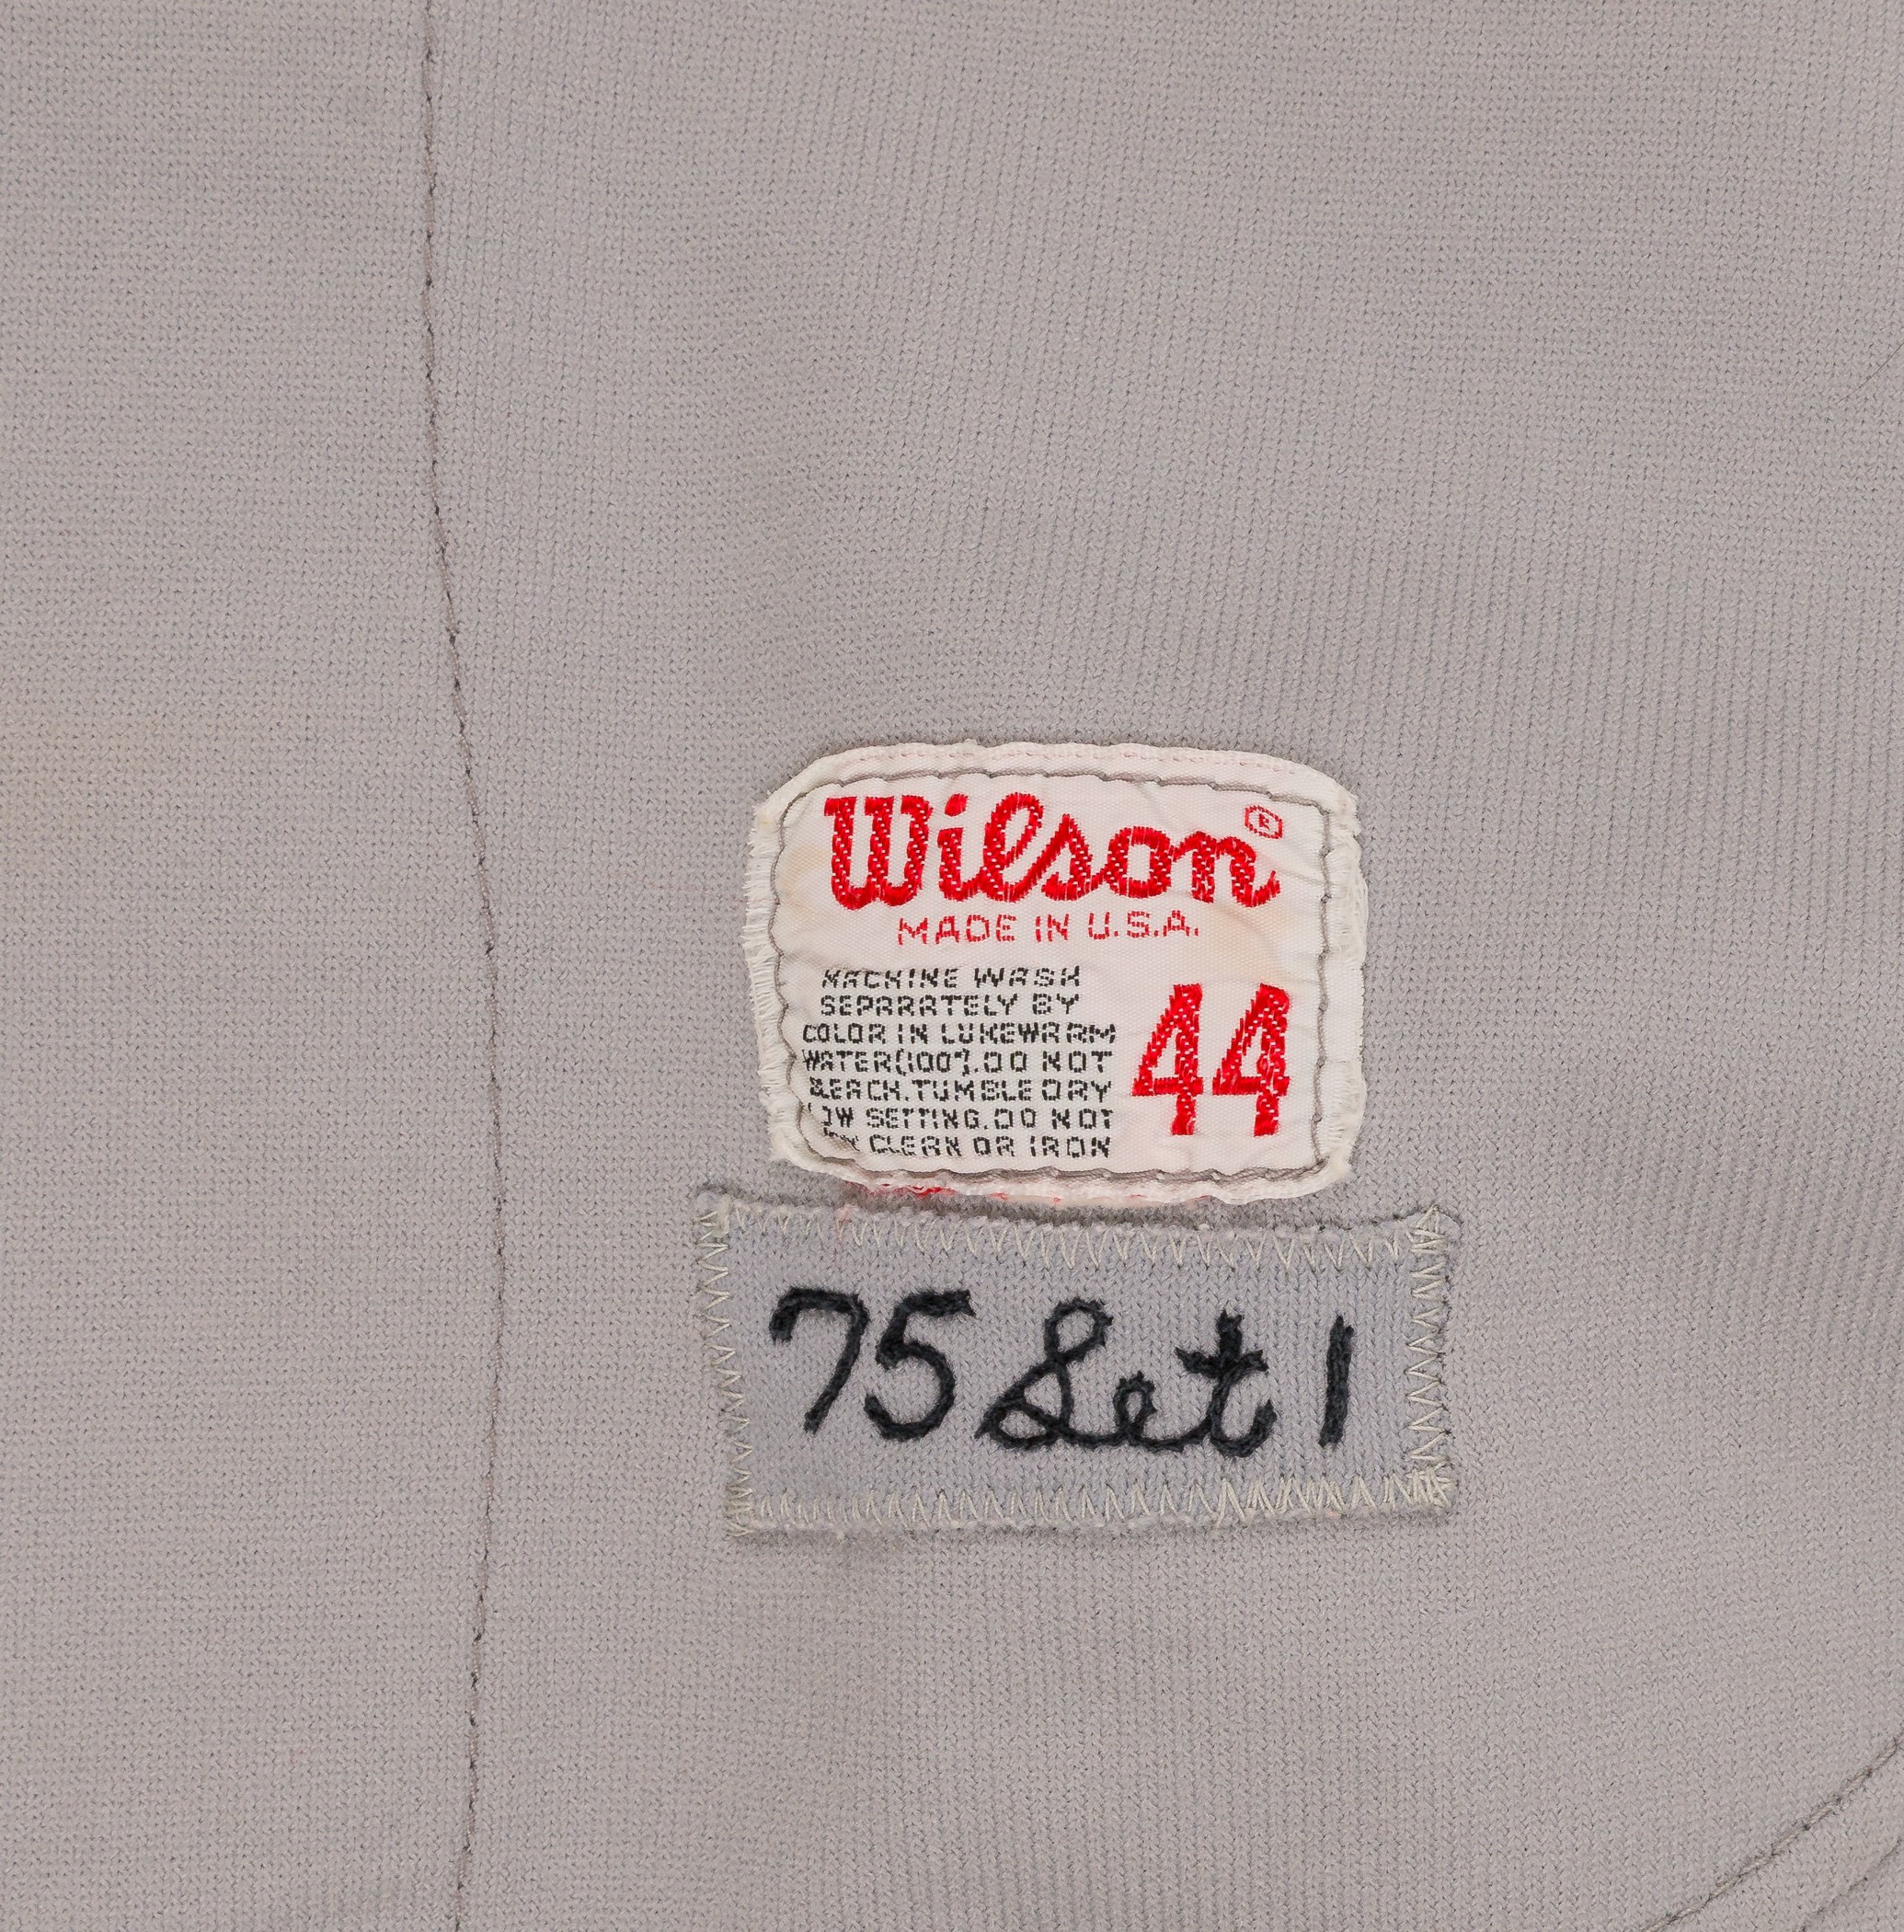 Wilson®
MADE IN U.S.A.
MACHINE WASH
SEPARATELY BY
COLOR IN LUKEWARM
WATER(100°).DO NOT
BLEACH.TUMBLE DRY
SETTING.DO NOT
CLEAN OR IRON
44
75 Set 1